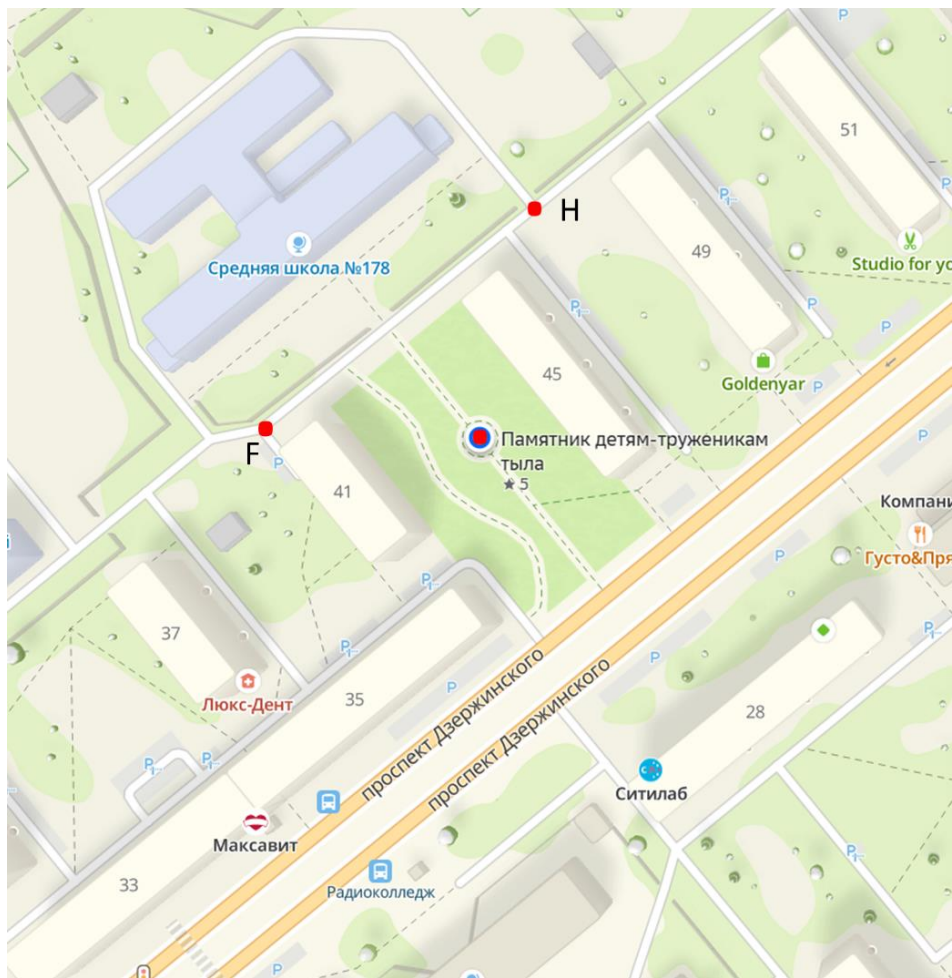 P
51
H
49
P
Средняя школа №178
Studio for yo
P
P
P
P
45
Goldenyar
P
Памятник детям-труженикам
тыла
5
F
P
P
41
Компани
Густо&Пря
P
P
37
P
P
28
P
P
35
Люкс-Дент
проспект Дзержинского
проспект Дзержинского
P
P
Ситилаб
Максавит
P
33
Радиоколледж
P
й